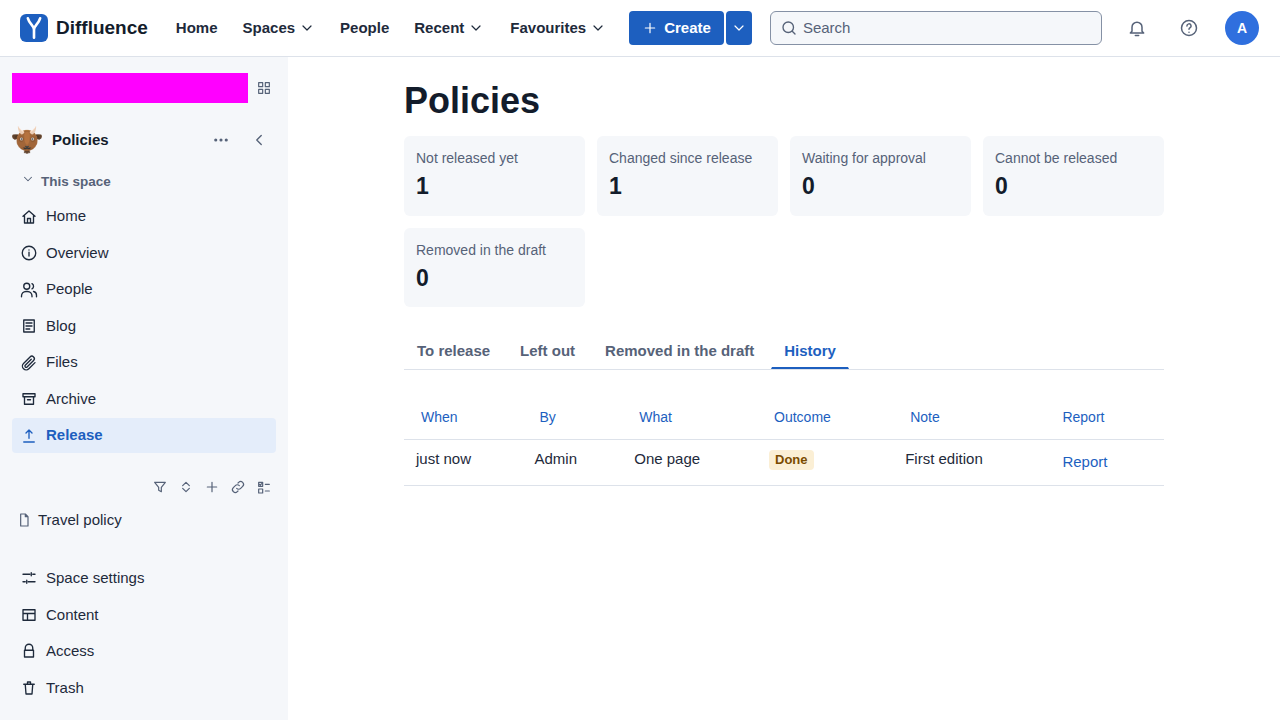 Diffluence Home Spaces People Recent Favourites Create Search A
Policies
This space
Home
Overview
People
Blog
Files
Archive
Release
Travel policy
Space settings
Content
Access
Trash
Policies
Not released yet Changed since release Waiting for approval Cannot be released
1 1 0 0
Removed in the draft
0
To release Left out Removed in the draft History
When By What Outcome Note Report
just now Admin One page Done First edition Report